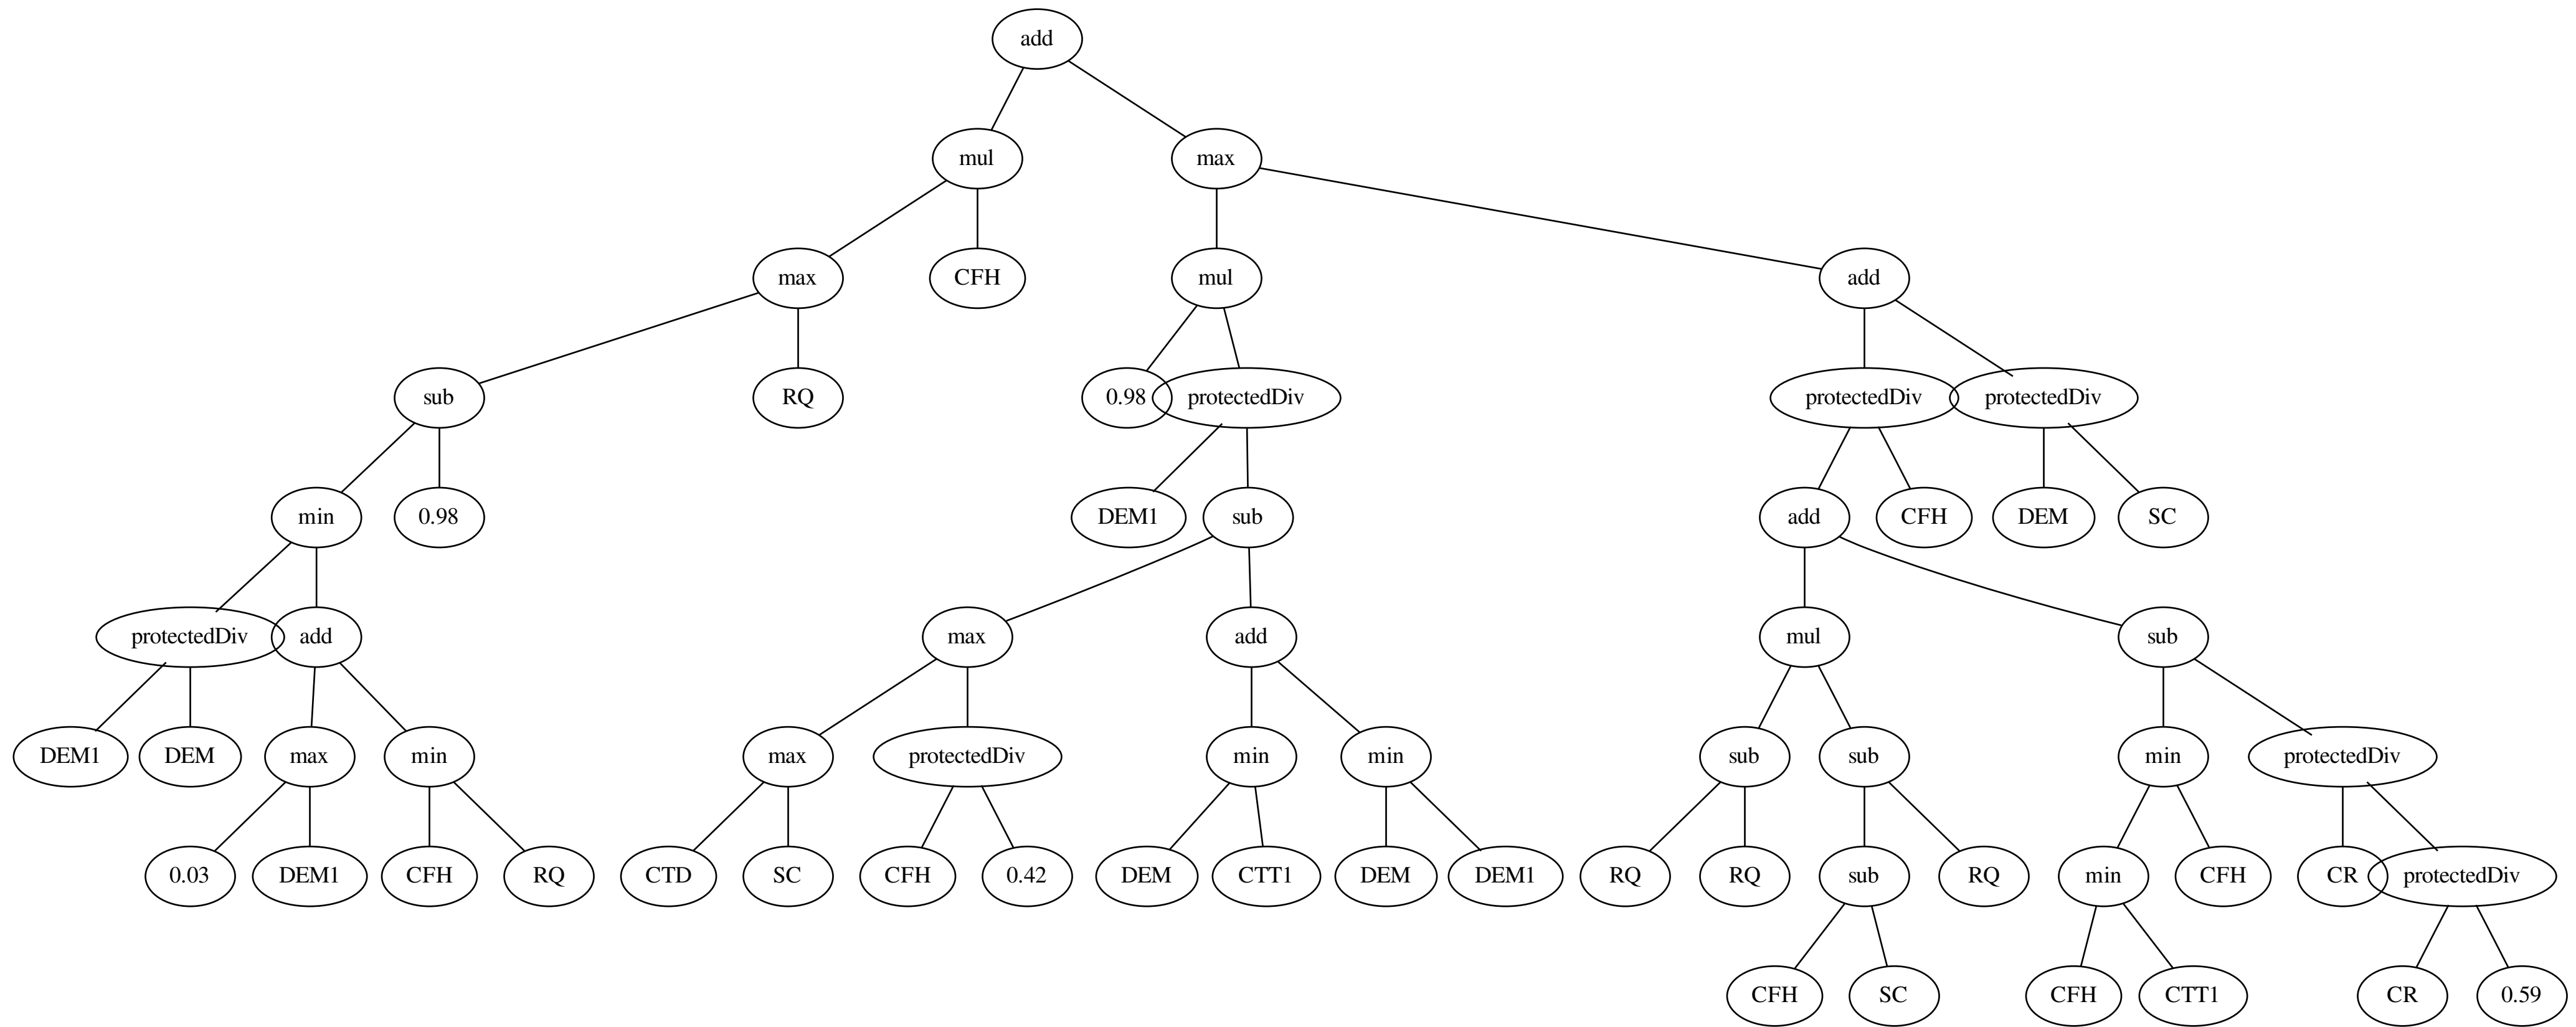 add
mul max
max CFH mul add
sub RQ 0.98 protectedDiv protectedDiv protectedDiv
min 0.98 DEM1 sub add CFH DEM SC
protectedDiv add max add mul sub
DEM1 DEM max min max protectedDiv min min sub sub min protectedDiv
0.03 DEM1 CFH RQ CTD SC CFH 0.42 DEM CTT1 DEM DEM1 RQ RQ sub RQ min CFH CR protectedDiv
CFH SC CFH CTT1 CR 0.59